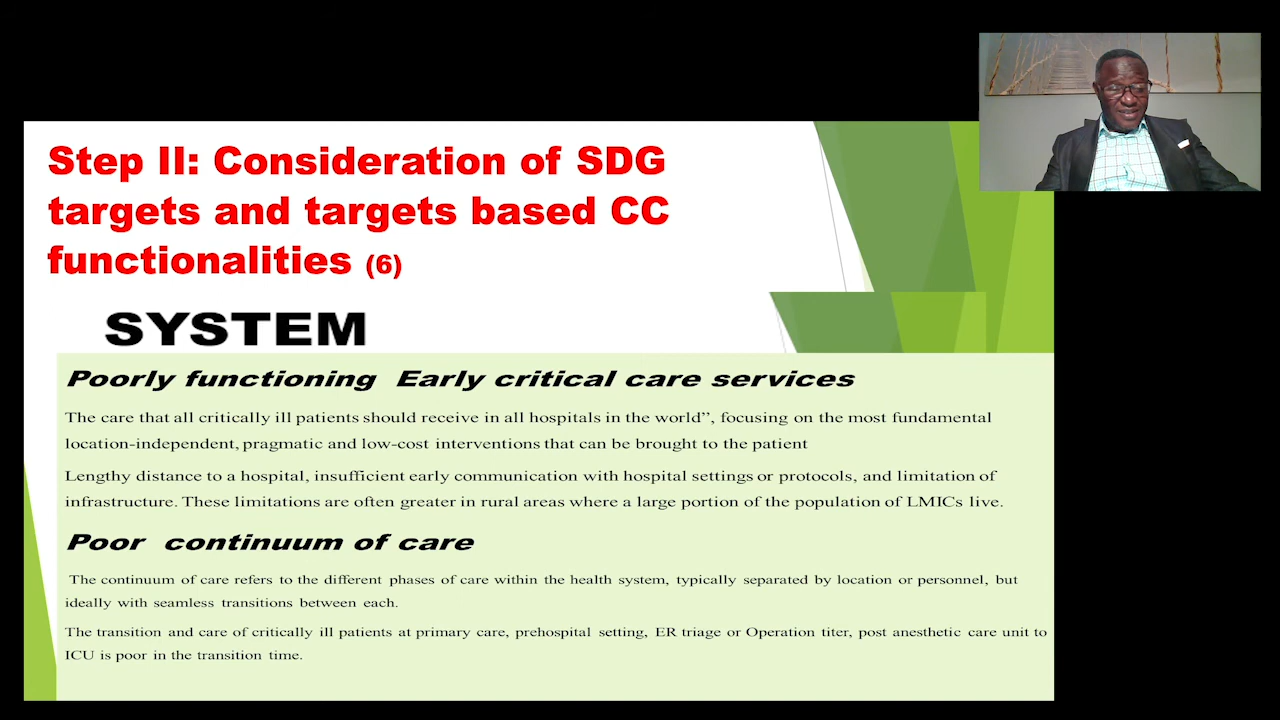 Step II: Consideration of SDG
targets and targets based CC
functionalities (6)
SYSTEM
Poorly functioning Early critical care services
The care that all critically ill patients should receive in all hospitals in the world”, focusing on the most fundamental
location-independent, pragmatic and low-cost interventions that can be brought to the patient
Lengthy distance to a hospital, insufficient early communication with hospital settings or protocols, and limitation of
infrastructure. These limitations are often greater in rural areas where a large portion of the population of LMICs live.
Poor continuum of care
The continuum of care refers to the different phases of care within the health system, typically separated by location or personnel, but
ideally with seamless transitions between each.
The transition and care of critically ill patients at primary care, prehospital setting, ER triage or Operation titer, post anesthetic care unit to
ICU is poor in the transition time.